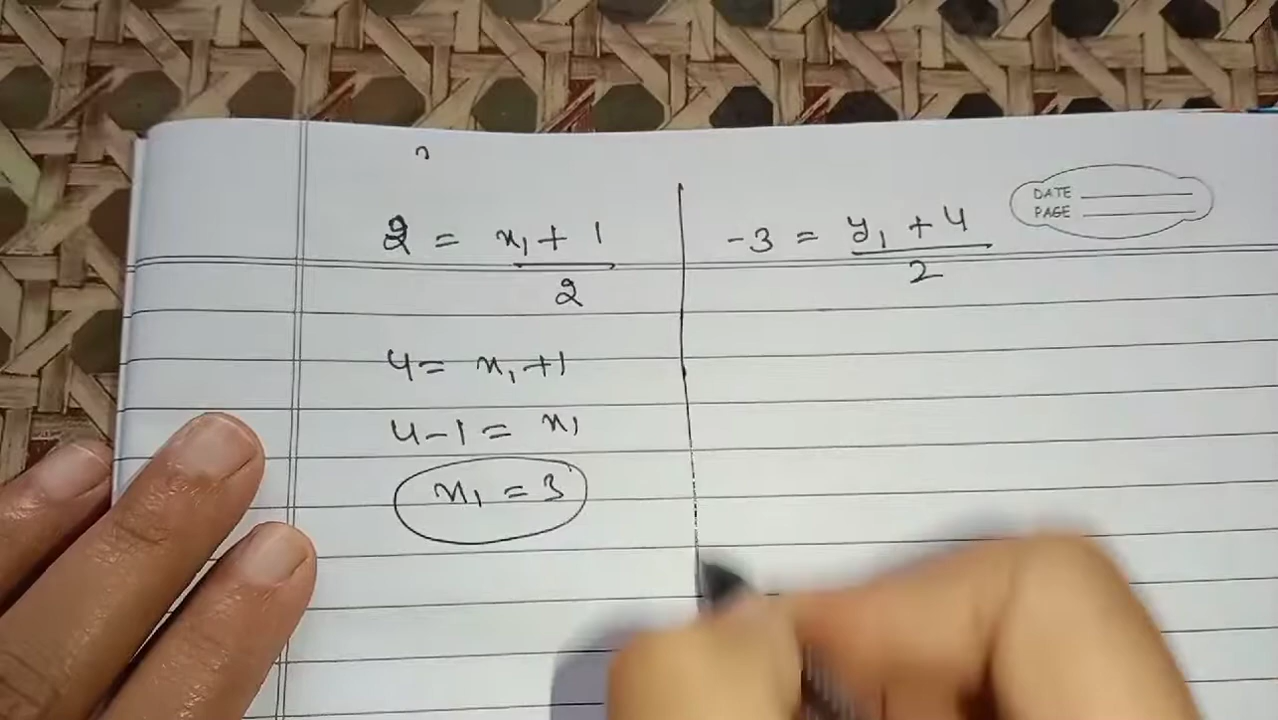 2 = x₁ + 1
2
4 = x₁ + 1
4 - 1 = x₁
x₁ = 3
-3 = y₁ + 4
2
DATE
PAGE